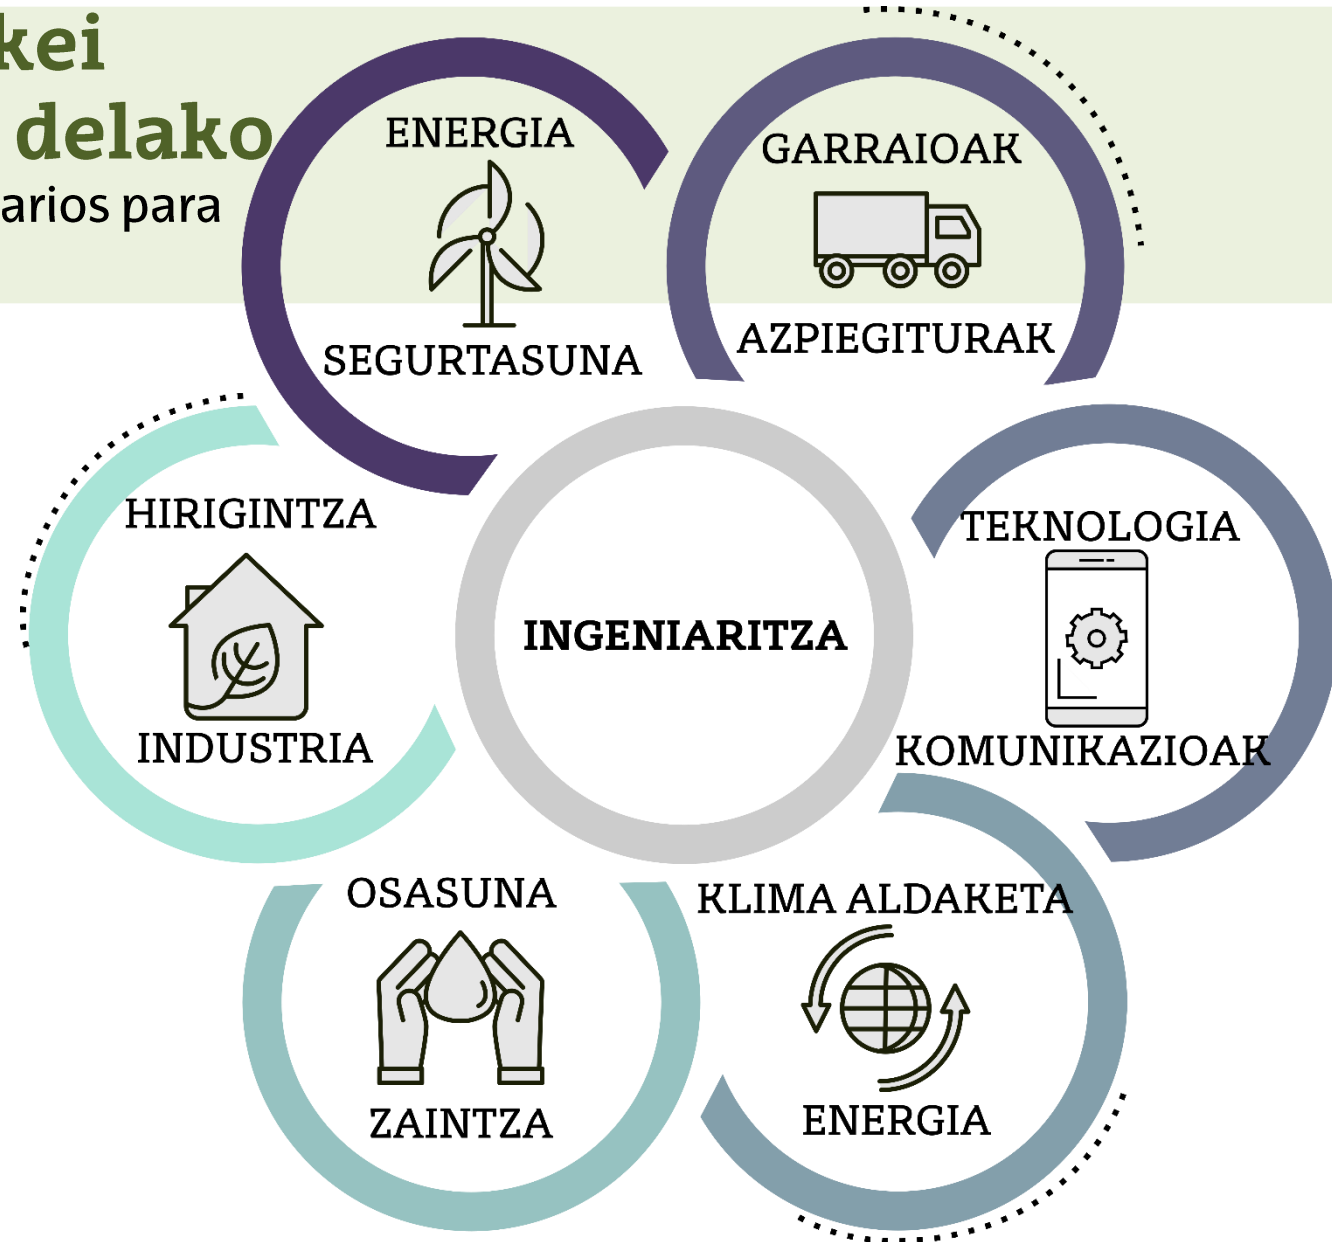 kei
delako
arios para
ENERGIA
SEGURTASUNA
GARRAIOAK
AZPIEGITURAK
HIRIGINTZA
INDUSTRIA
INGENIARITZA
TEKNOLOGIA
KOMUNIKAZIOAK
OSASUNA
ZAINTZA
KLIMA ALDAKETA
ENERGIA